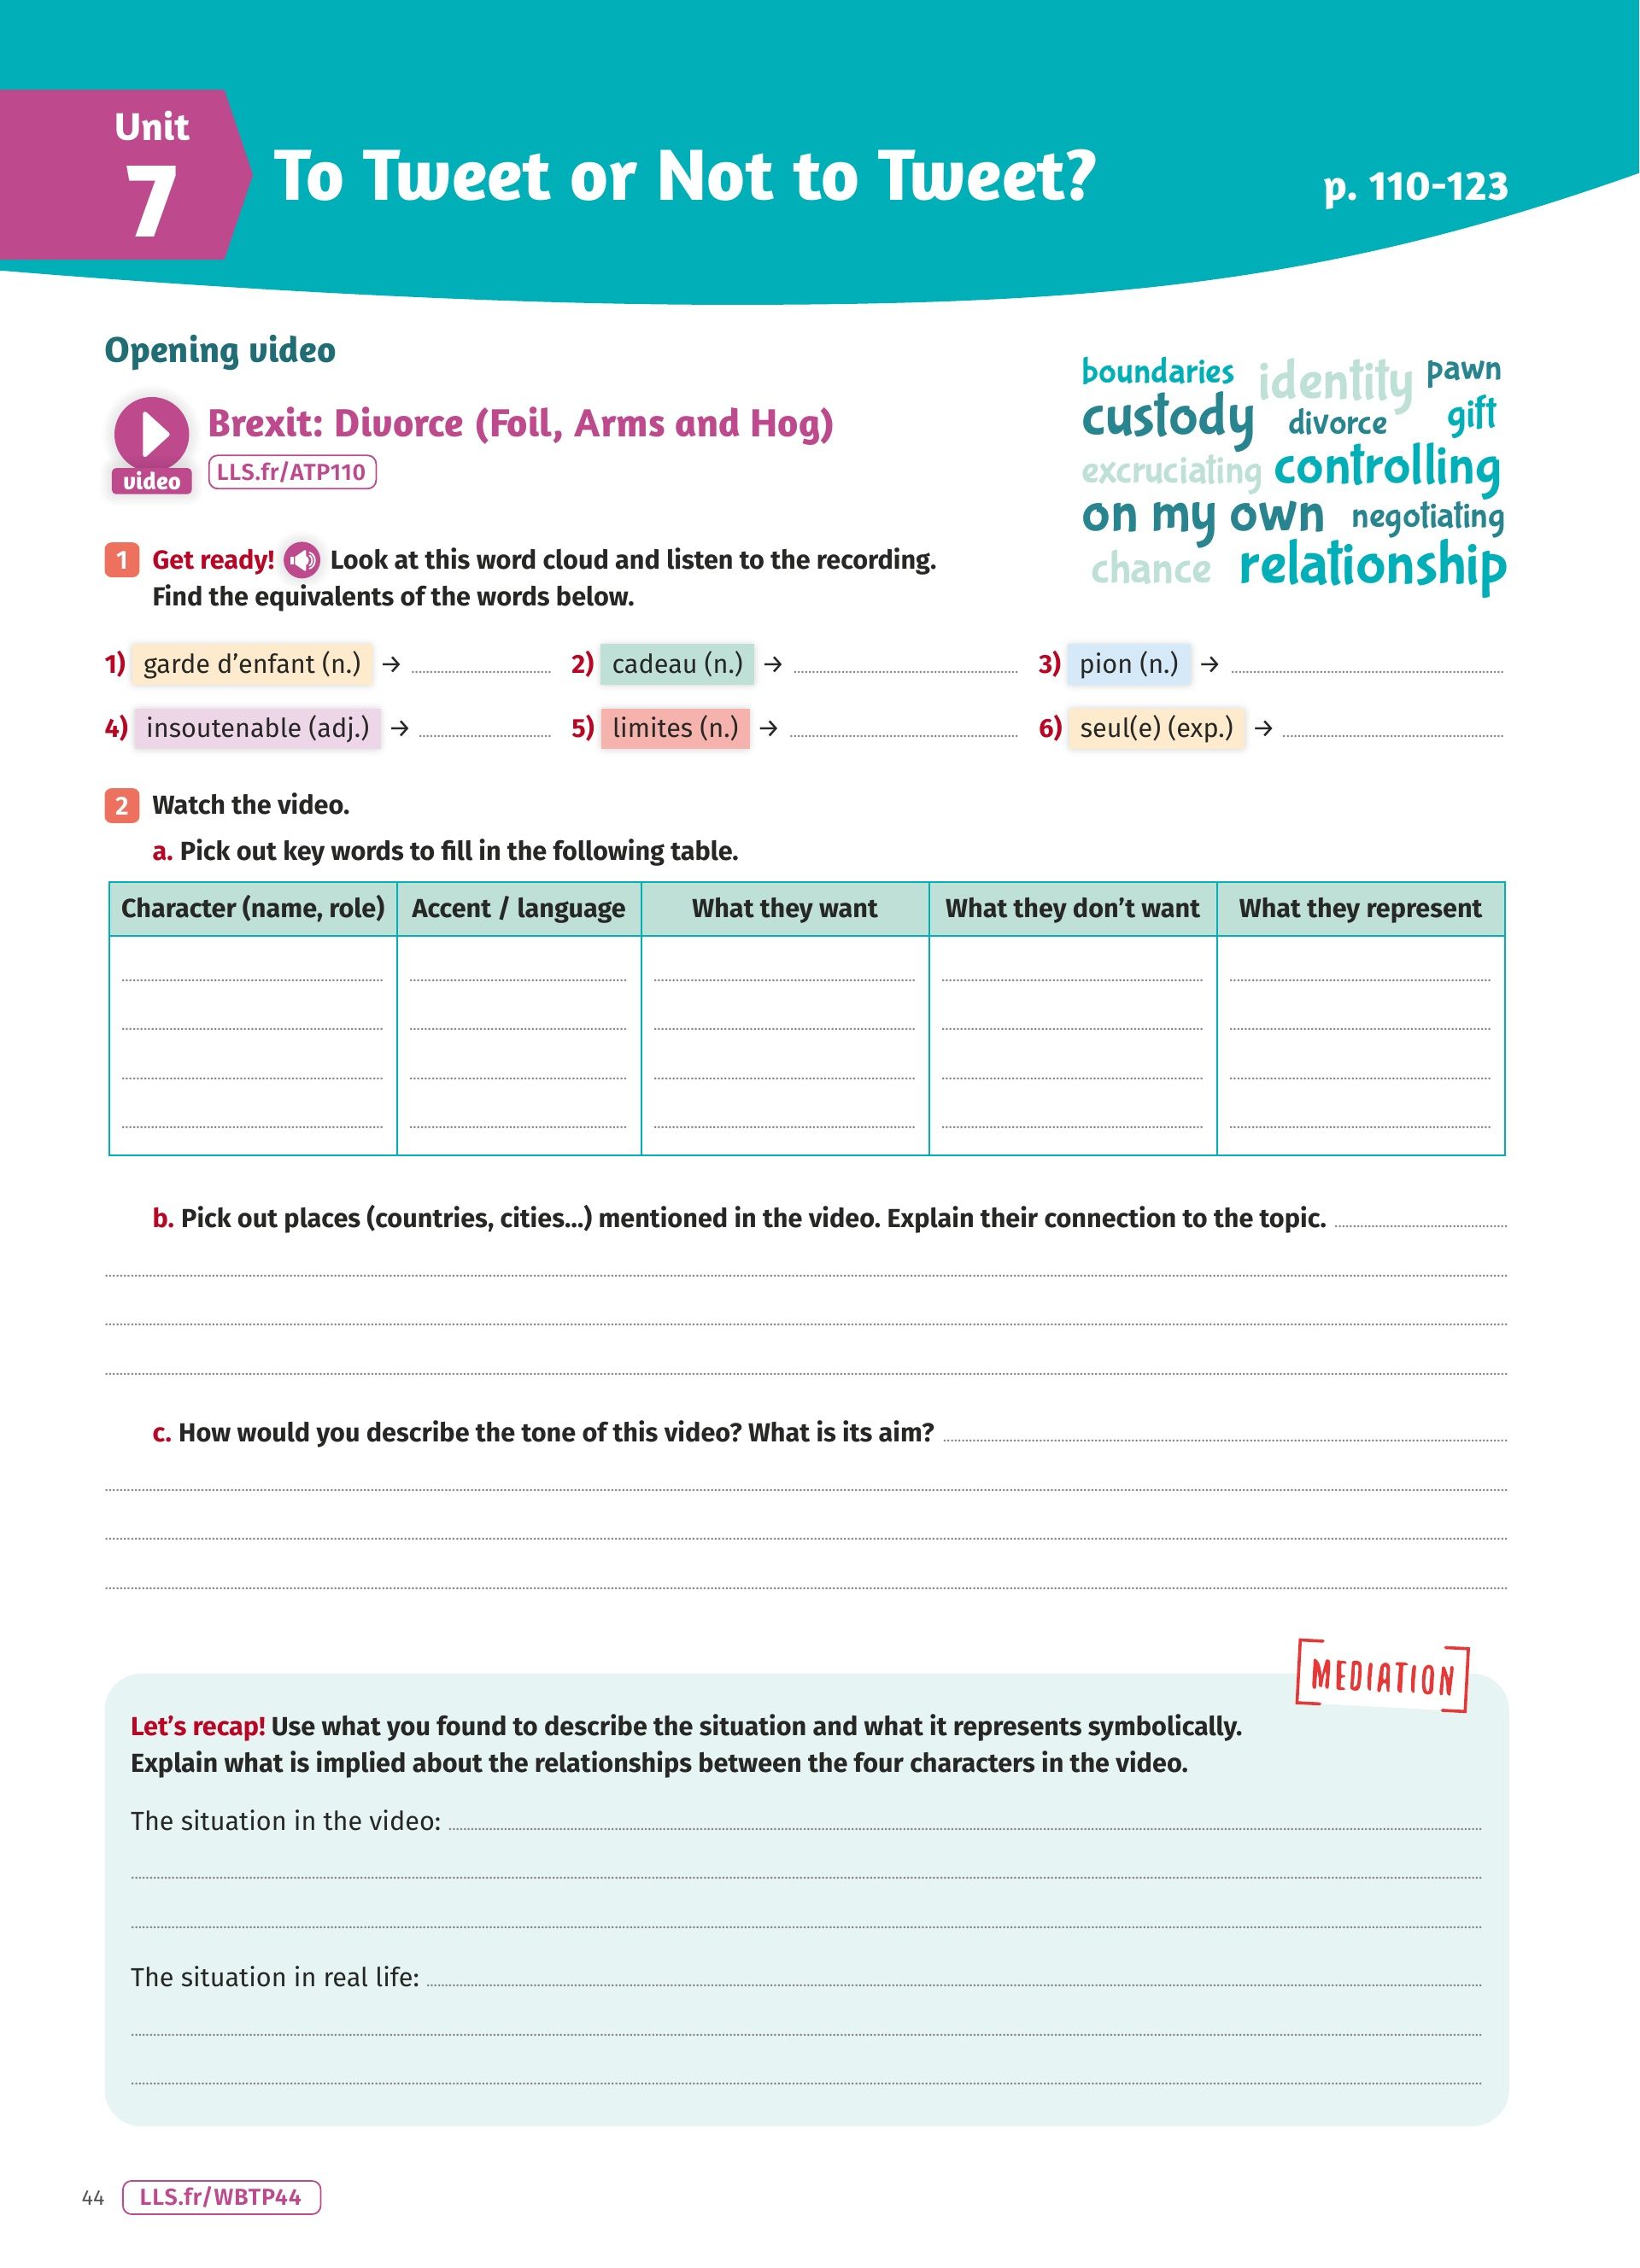 Unit
7
To Tweet or Not to Tweet?
p. 110-123
Opening video
video
Brexit: Divorce (Foil, Arms and Hog)
LLS.fr/ATP110
boundaries identity pawn
custody divorce gift
excruciating controlling
on my own negotiating
chance relationship
1 Get ready! Look at this word cloud and listen to the recording.
Find the equivalents of the words below.
1) garde d’enfant (n.) → 2) cadeau (n.) → 3) pion (n.) →
4) insoutenable (adj.) → 5) limites (n.) → 6) seul(e) (exp.) →
2 Watch the video.
a. Pick out key words to fill in the following table.
Character (name, role) Accent / language What they want What they don’t want What they represent
b. Pick out places (countries, cities…) mentioned in the video. Explain their connection to the topic.
c. How would you describe the tone of this video? What is its aim?
MEDIATION
Let’s recap! Use what you found to describe the situation and what it represents symbolically.
Explain what is implied about the relationships between the four characters in the video.
The situation in the video:
The situation in real life:
44 LLS.fr/WBTP44